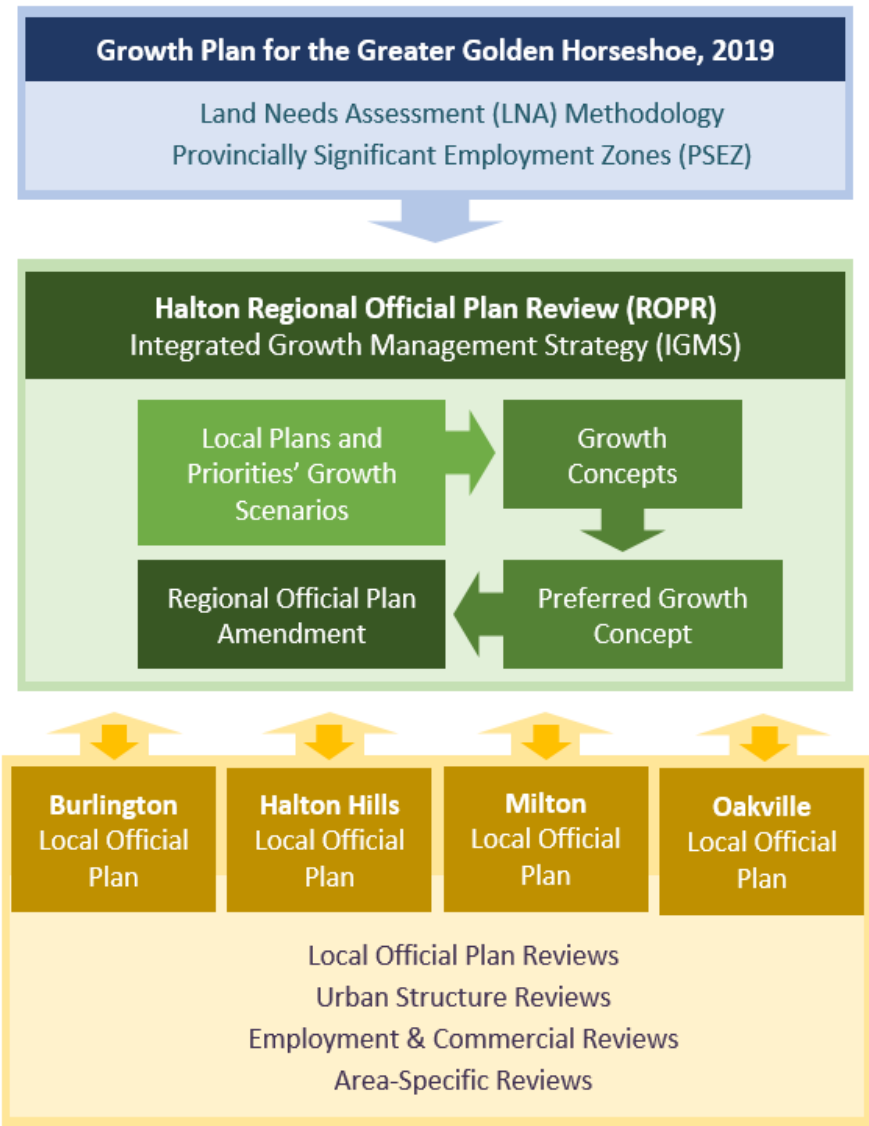 Growth Plan for the Greater Golden Horseshoe, 2019
Land Needs Assessment (LNA) Methodology
Provincially Significant Employment Zones (PSEZ)
Halton Regional Official Plan Review (ROPR)
Integrated Growth Management Strategy (IGMS)
Local Plans and
Priorities’ Growth
Scenarios
Growth
Concepts
Regional Official Plan
Amendment
Preferred Growth
Concept
Burlington
Local Official
Plan
Halton Hills
Local Official
Plan
Milton
Local Official
Plan
Oakville
Local Official
Plan
Local Official Plan Reviews
Urban Structure Reviews
Employment & Commercial Reviews
Area-Specific Reviews